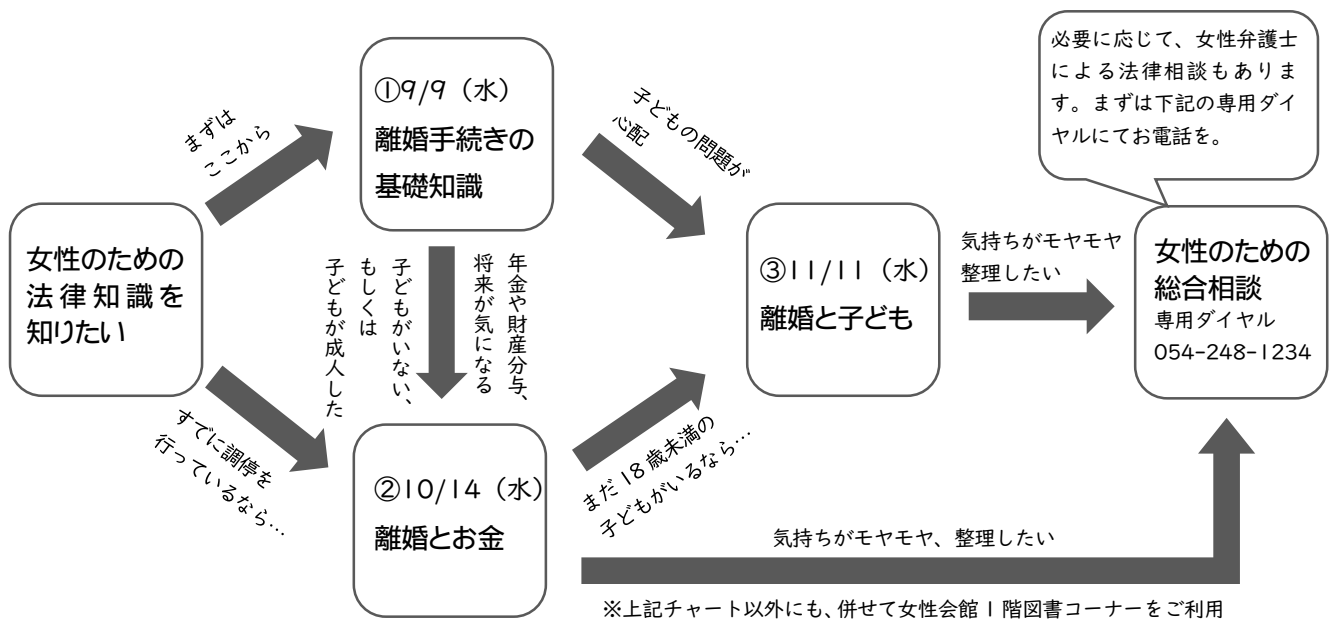 女性のための
法律知識を
知りたい
まずは
ここから
①9/9（水）
離婚手続きの
基礎知識
子どもの問題が
心配
年金や財産分与、
将来が気になる
子どもがいない、
もしくは
子どもが成人した
すでに調停を
行っているなら…
②10/14（水）
離婚とお金
まだ18歳未満の
子どもがいるなら…
③11/11（水）
離婚と子ども
気持ちがモヤモヤ
整理したい
必要に応じて、女性弁護士
による法律相談もありま
す。まずは下記の専用ダイ
ヤルにてお電話を。
女性のための
総合相談
専用ダイヤル
054-248-1234
気持ちがモヤモヤ、整理したい
※上記チャート以外にも、併せて女性会館1階図書コーナーをご利用